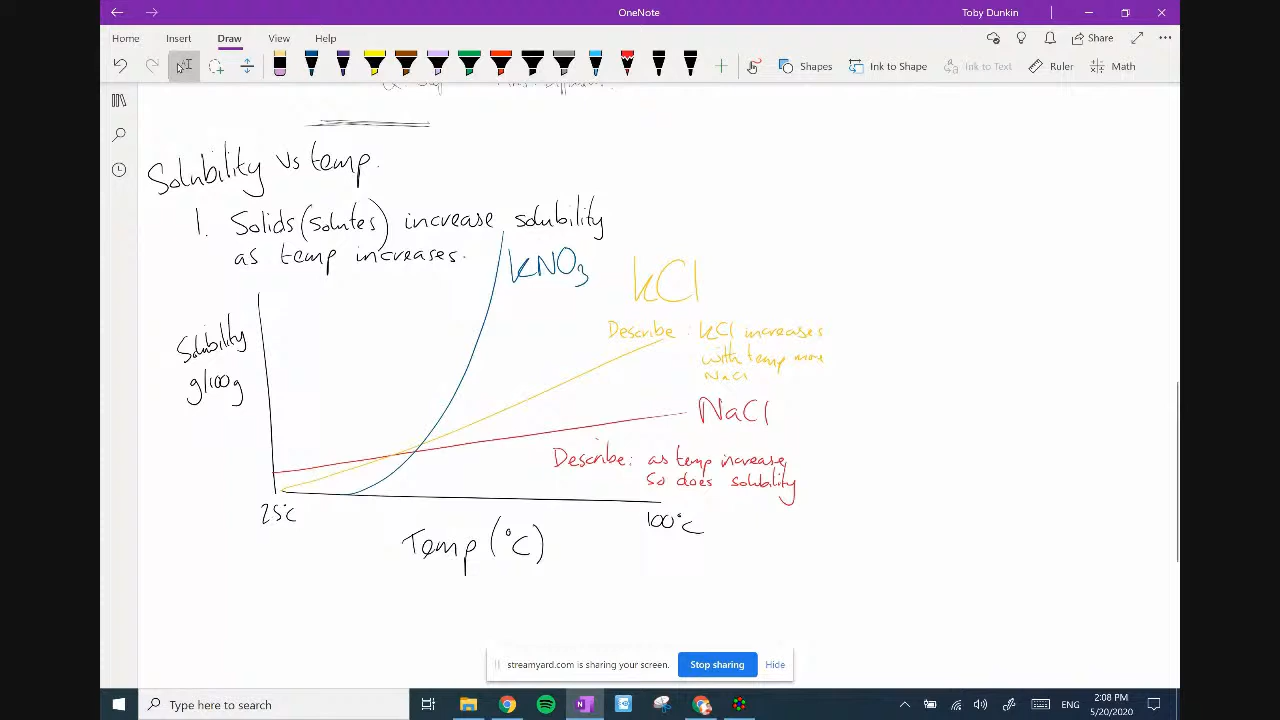 OneNote
Toby Dunkin
Home Insert Draw View Help
Share
Shapes Ink to Shape Ink to Text Ruler Math
Solubility vs temp.
1. Solids (solutes) increase solubility
as temp increases.
KNO3
KCl
Describe : KCl increases
with temp more
NaCl
Solubility
g/100g
NaCl
Describe: as temp increase,
so does solubility
25°C
100°C
Temp (°C)
streamyard.com is sharing your screen. Stop sharing Hide
Type here to search
2:08 PM
5/20/2020